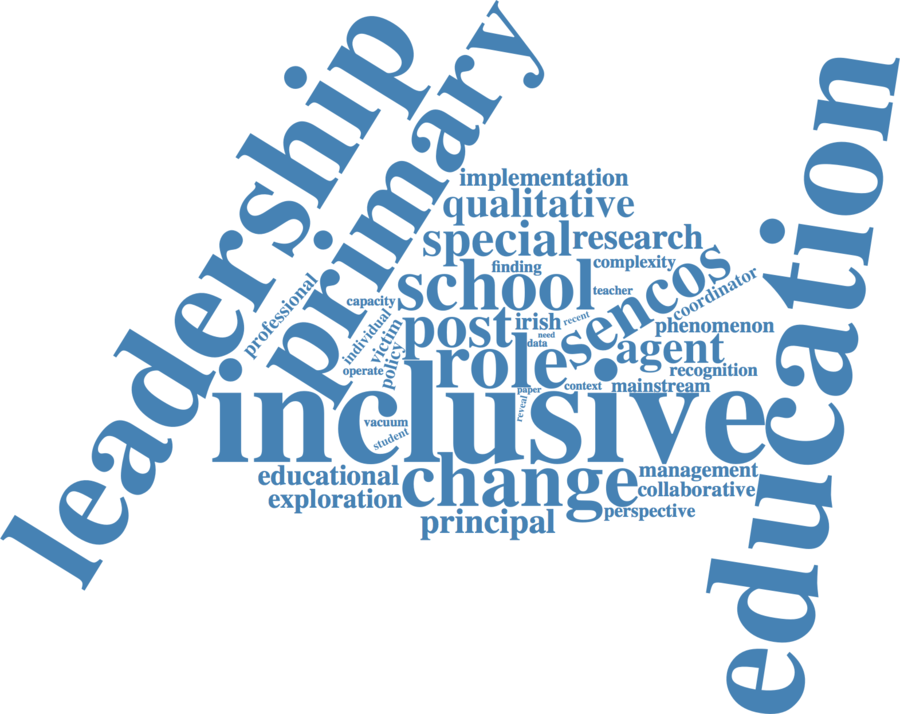 leadership
primary
education
implementation
qualitative
special
research
finding
complexity
school
teacher
sencos
coordinator
professional
capacity
individual
victim
policy
operate
post
irish
recent
need
data
phenomenon
role
agent
recognition
context
mainstream
paper
reveal
inclusive
vacuum
student
educational
change
management
exploration
collaborative
principal
perspective